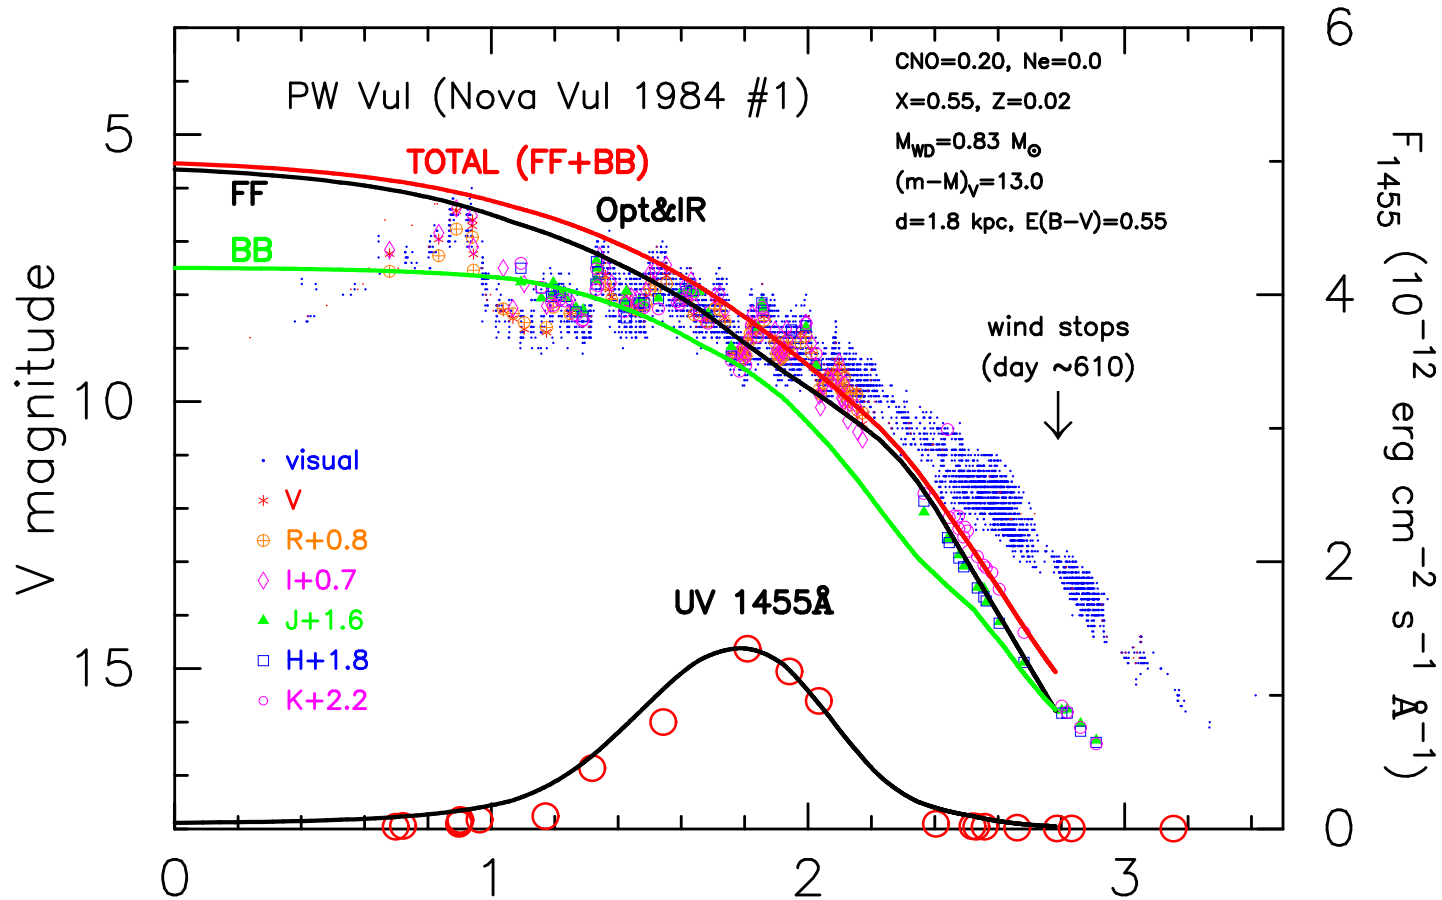 PW Vul (Nova Vul 1984 #1)
CNO=0.20, Ne=0.0
X=0.55, Z=0.02
M_WD=0.83 M_⊙
(m−M)_V=13.0
d=1.8 kpc, E(B−V)=0.55
TOTAL (FF+BB)
FF
Opt&IR
BB
wind stops
(day ~610)
visual
V
R+0.8
I+0.7
J+1.6
H+1.8
K+2.2
UV 1455Å
V magnitude
5
10
15
F_1455 (10^−12 erg cm^−2 s^−1 Å^−1)
6
4
2
0
0
1
2
3